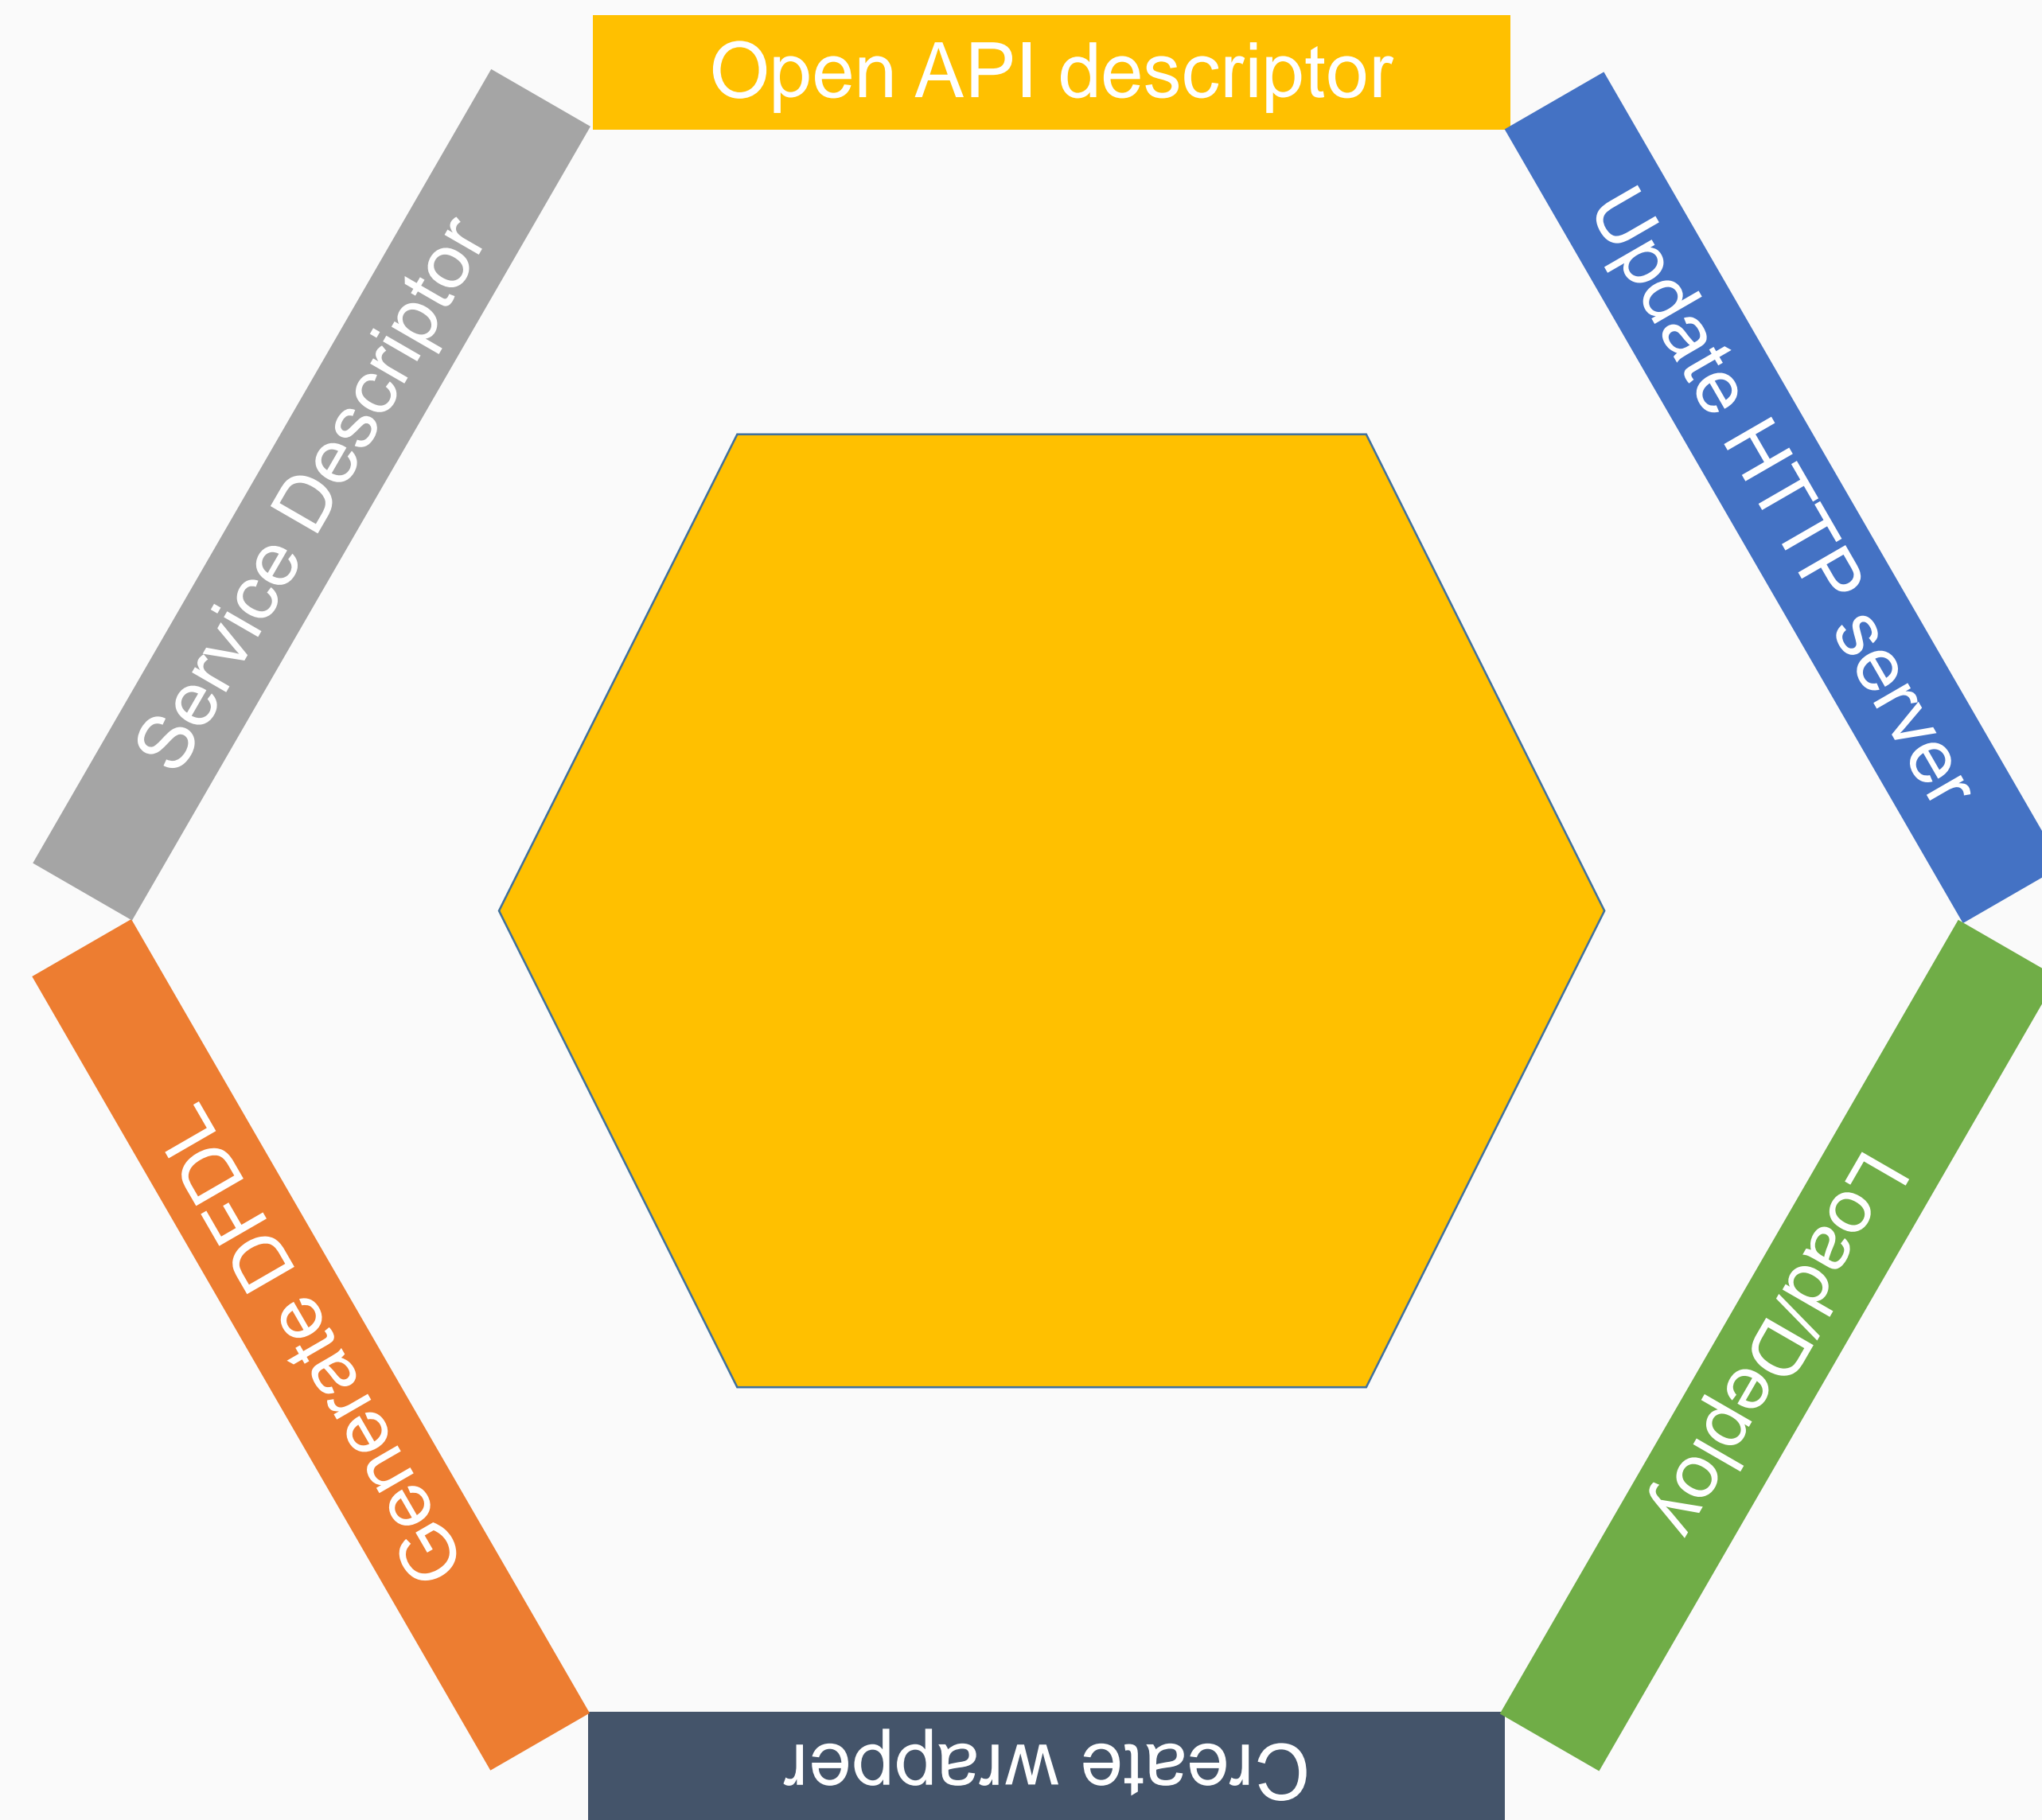 Open API descriptor
Update HTTP server
Load/Deploy
Create wrapper
Generate DFDL
Service Descriptor